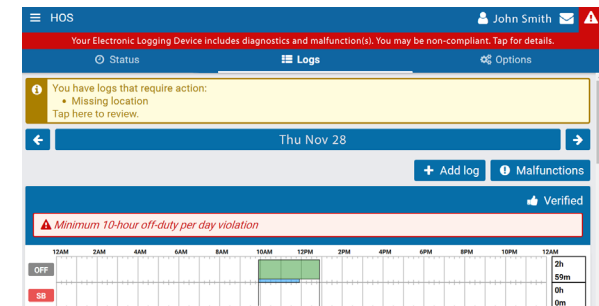 HOS John Smith
Your Electronic Logging Device includes diagnostics and malfunction(s). You may be non-compliant. Tap for details.
Status Logs Options
You have logs that require action:
• Missing location
Tap here to review.
Thu Nov 28
+ Add log Malfunctions
Verified
Minimum 10-hour off-duty per day violation
12AM 2AM 4AM 6AM 8AM 10AM 12PM 2PM 4PM 6PM 8PM 10PM 12AM
OFF 2h
59m
SB 0h
0m